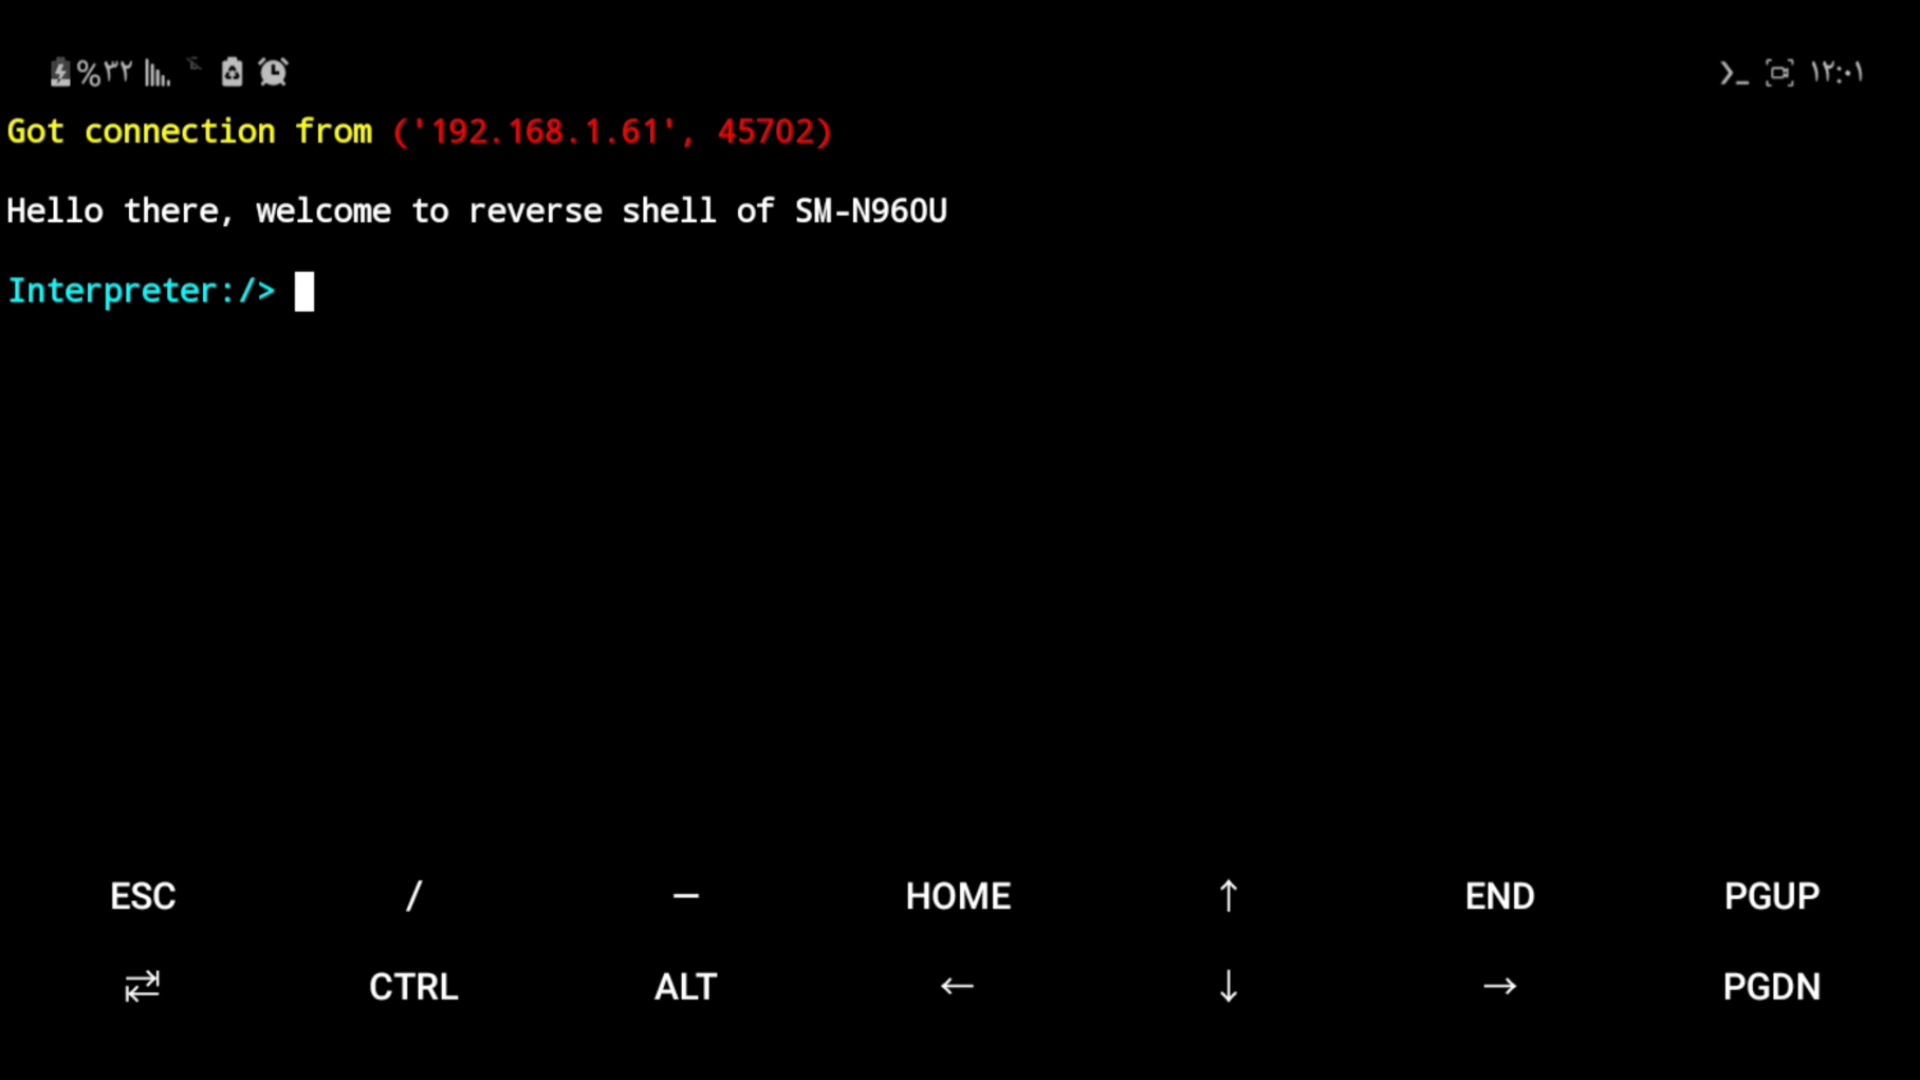 %۳۲ ۱۲:۰۱
Got connection from ('192.168.1.61', 45702)
Hello there, welcome to reverse shell of SM-N960U
Interpreter:/>
ESC / — HOME ↑ END PGUP
CTRL ALT ← ↓ → PGDN